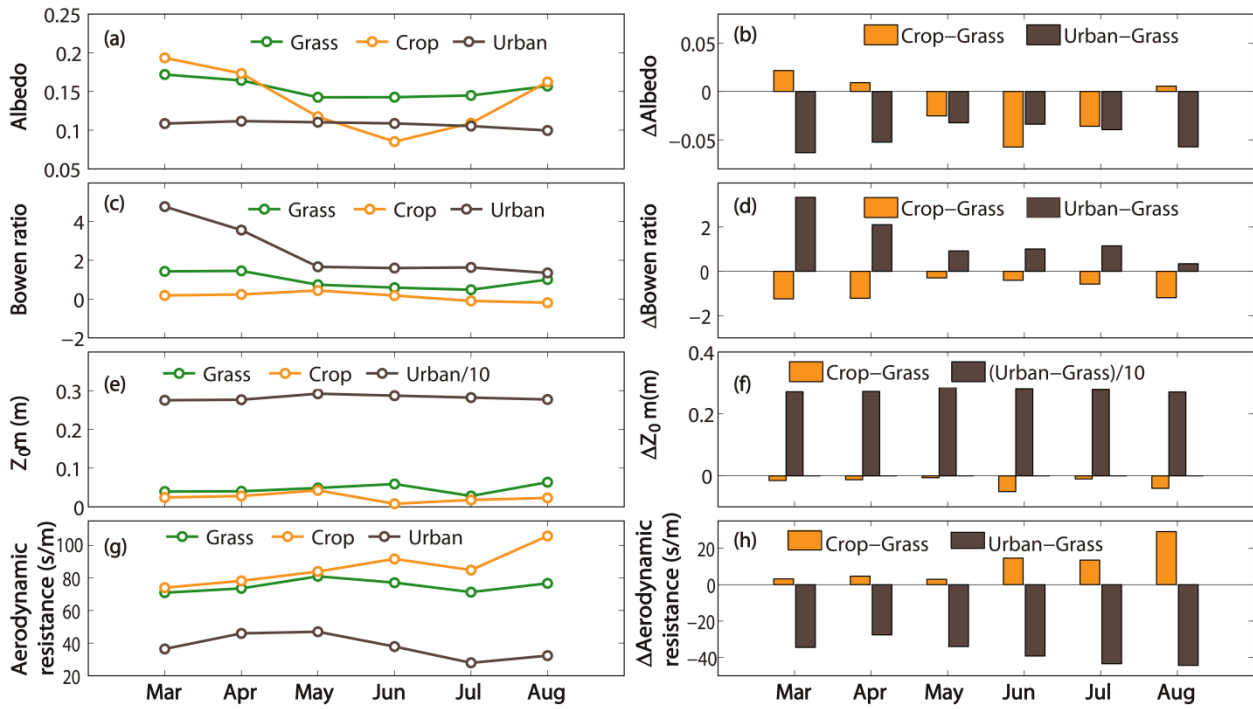 (a) Grass Crop Urban
Albedo
0.25
0.20
0.15
0.10
0.05
(b) Crop−Grass Urban−Grass
ΔAlbedo
0.05
0
−0.05
(c) Grass Crop Urban
Bowen ratio
4
2
0
−2
(d) Crop−Grass Urban−Grass
ΔBowen ratio
2
0
−2
(e) Grass Crop Urban/10
Z0m (m)
0.3
0.2
0.1
0
(f) Crop−Grass (Urban−Grass)/10
ΔZ0 m(m)
0.4
0.2
0
(g) Grass Crop Urban
Aerodynamic
resistance (s/m)
100
80
60
40
20
Mar Apr May Jun Jul Aug
(h) Crop−Grass Urban−Grass
ΔAerodynamic
resistance (s/m)
20
0
−20
−40
Mar Apr May Jun Jul Aug